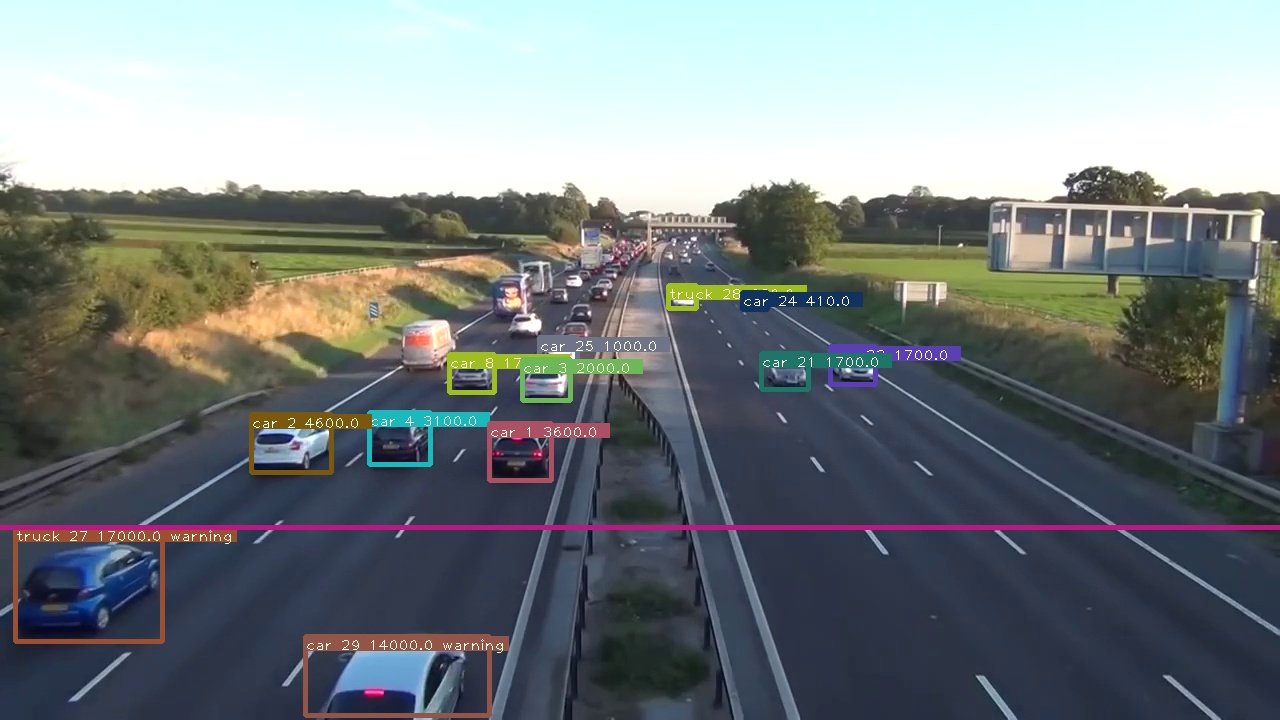 truck 28
car 24 410.0
car 25 1000.0
1700.0
car 8 17
car 3 2000.0
car 21 1700.0
car 2 4600.0
car 4 3100.0
car 1 3600.0
truck 27 17000.0 warning
car 29 14000.0 warning